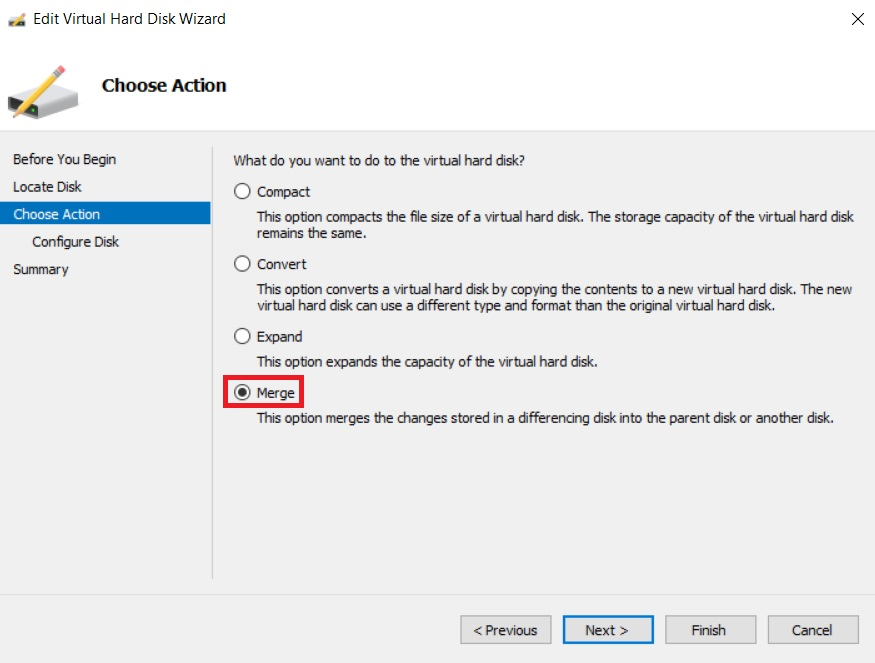 Edit Virtual Hard Disk Wizard
Choose Action
Before You Begin
Locate Disk
Choose Action
Configure Disk
Summary
What do you want to do to the virtual hard disk?
Compact
This option compacts the file size of a virtual hard disk. The storage capacity of the virtual hard disk
remains the same.
Convert
This option converts a virtual hard disk by copying the contents to a new virtual hard disk. The new
virtual hard disk can use a different type and format than the original virtual hard disk.
Expand
This option expands the capacity of the virtual hard disk.
Merge
This option merges the changes stored in a differencing disk into the parent disk or another disk.
< Previous
Next >
Finish
Cancel